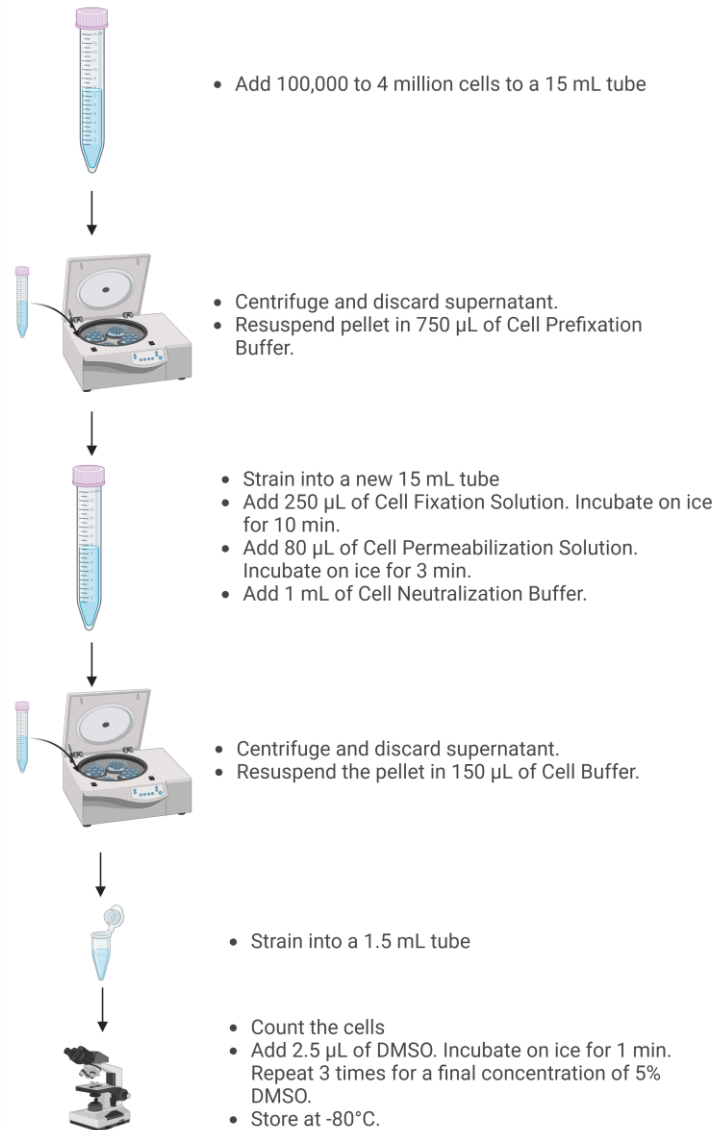 • Add 100,000 to 4 million cells to a 15 mL tube
• Centrifuge and discard supernatant.
• Resuspend pellet in 750 µL of Cell Prefixation
Buffer.
• Strain into a new 15 mL tube
• Add 250 µL of Cell Fixation Solution. Incubate on ice
for 10 min.
• Add 80 µL of Cell Permeabilization Solution.
Incubate on ice for 3 min.
• Add 1 mL of Cell Neutralization Buffer.
• Centrifuge and discard supernatant.
• Resuspend the pellet in 150 µL of Cell Buffer.
• Strain into a 1.5 mL tube
• Count the cells
• Add 2.5 µL of DMSO. Incubate on ice for 1 min.
Repeat 3 times for a final concentration of 5%
DMSO.
• Store at -80°C.